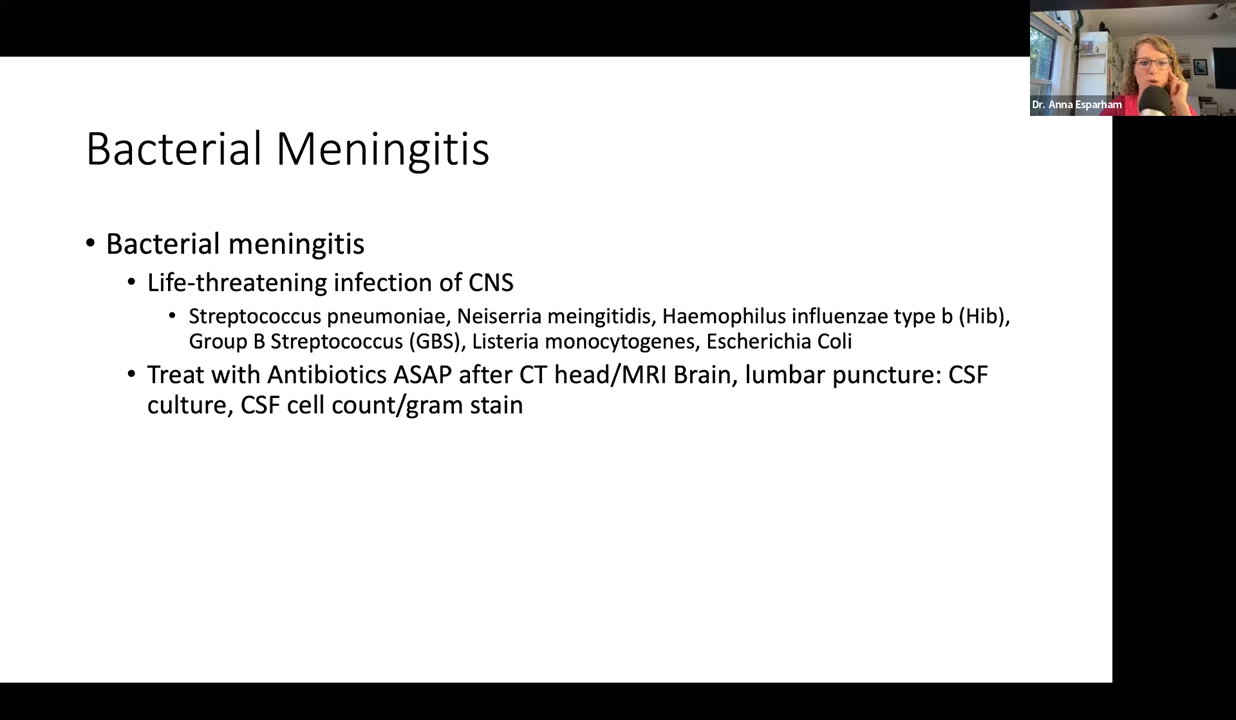 Dr. Anna Esparham
Bacterial Meningitis
• Bacterial meningitis
• Life-threatening infection of CNS
• Streptococcus pneumoniae, Neiserria meingitidis, Haemophilus influenzae type b (Hib),
Group B Streptococcus (GBS), Listeria monocytogenes, Escherichia Coli
• Treat with Antibiotics ASAP after CT head/MRI Brain, lumbar puncture: CSF
culture, CSF cell count/gram stain